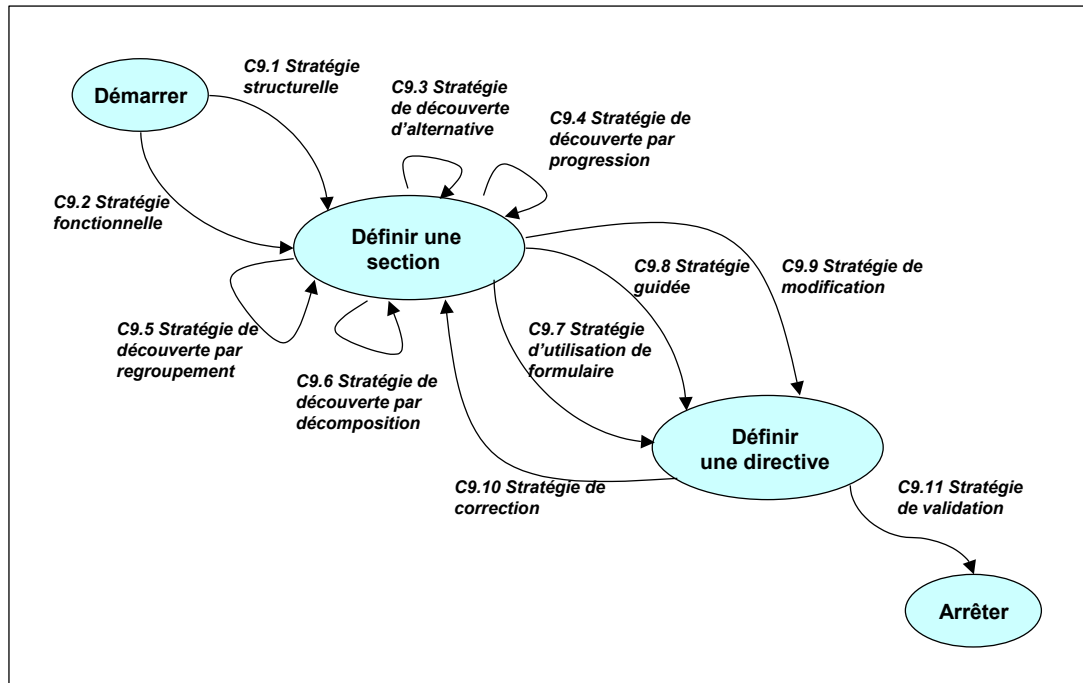 Démarrer
C9.1 Stratégie
structurelle
C9.2 Stratégie
fonctionnelle
C9.3 Stratégie
de découverte
d'alternative
C9.4 Stratégie de
découverte par
progression
Définir une
section
C9.5 Stratégie de
découverte par
regroupement
C9.6 Stratégie de
découverte par
décomposition
C9.7 Stratégie
d'utilisation de
formulaire
C9.8 Stratégie
guidée
C9.9 Stratégie de
modification
Définir
une directive
C9.10 Stratégie de
correction
C9.11 Stratégie
de validation
Arrêter